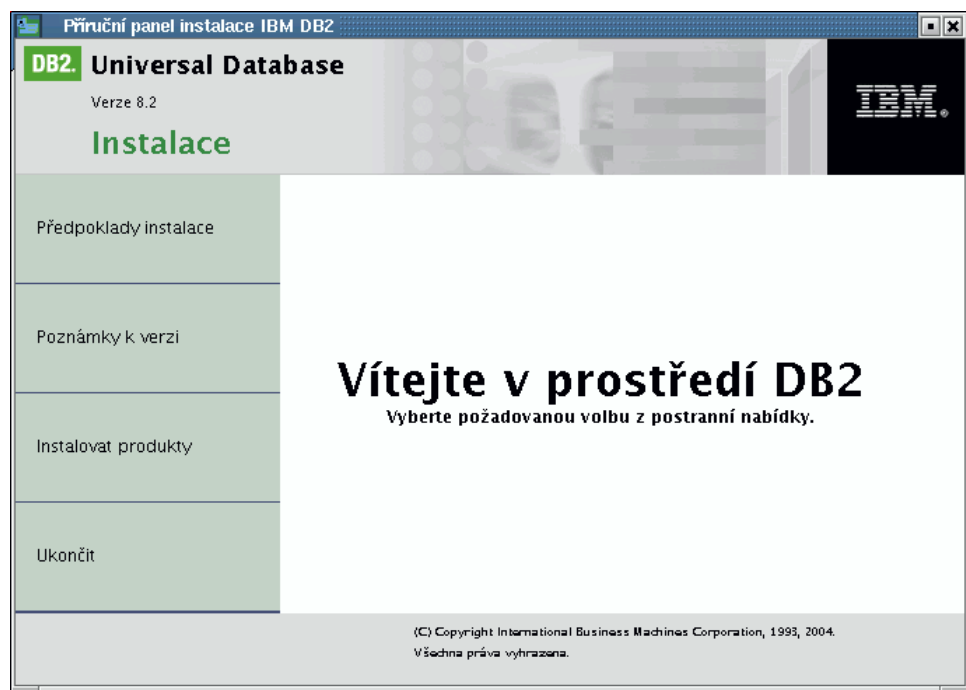 Příruční panel instalace IBM DB2
DB2. Universal Database
Verze 8.2
Instalace
IBM.
Předpoklady instalace
Poznámky k verzi
Instalovat produkty
Ukončit
Vítejte v prostředí DB2
Vyberte požadovanou volbu z postranní nabídky.
(C) Copyright International Business Machines Corporation, 1993, 2004.
Všechna práva vyhrazena.